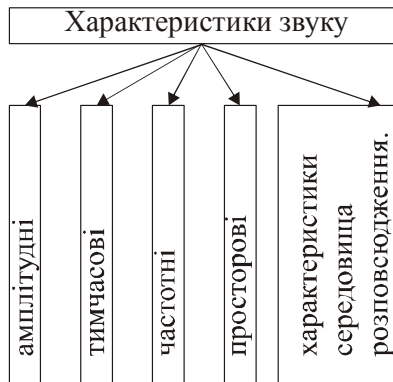 Характеристики звуку
амплітудні
тимчасові
частотні
просторові
характеристики
середовища
розповсюдження.